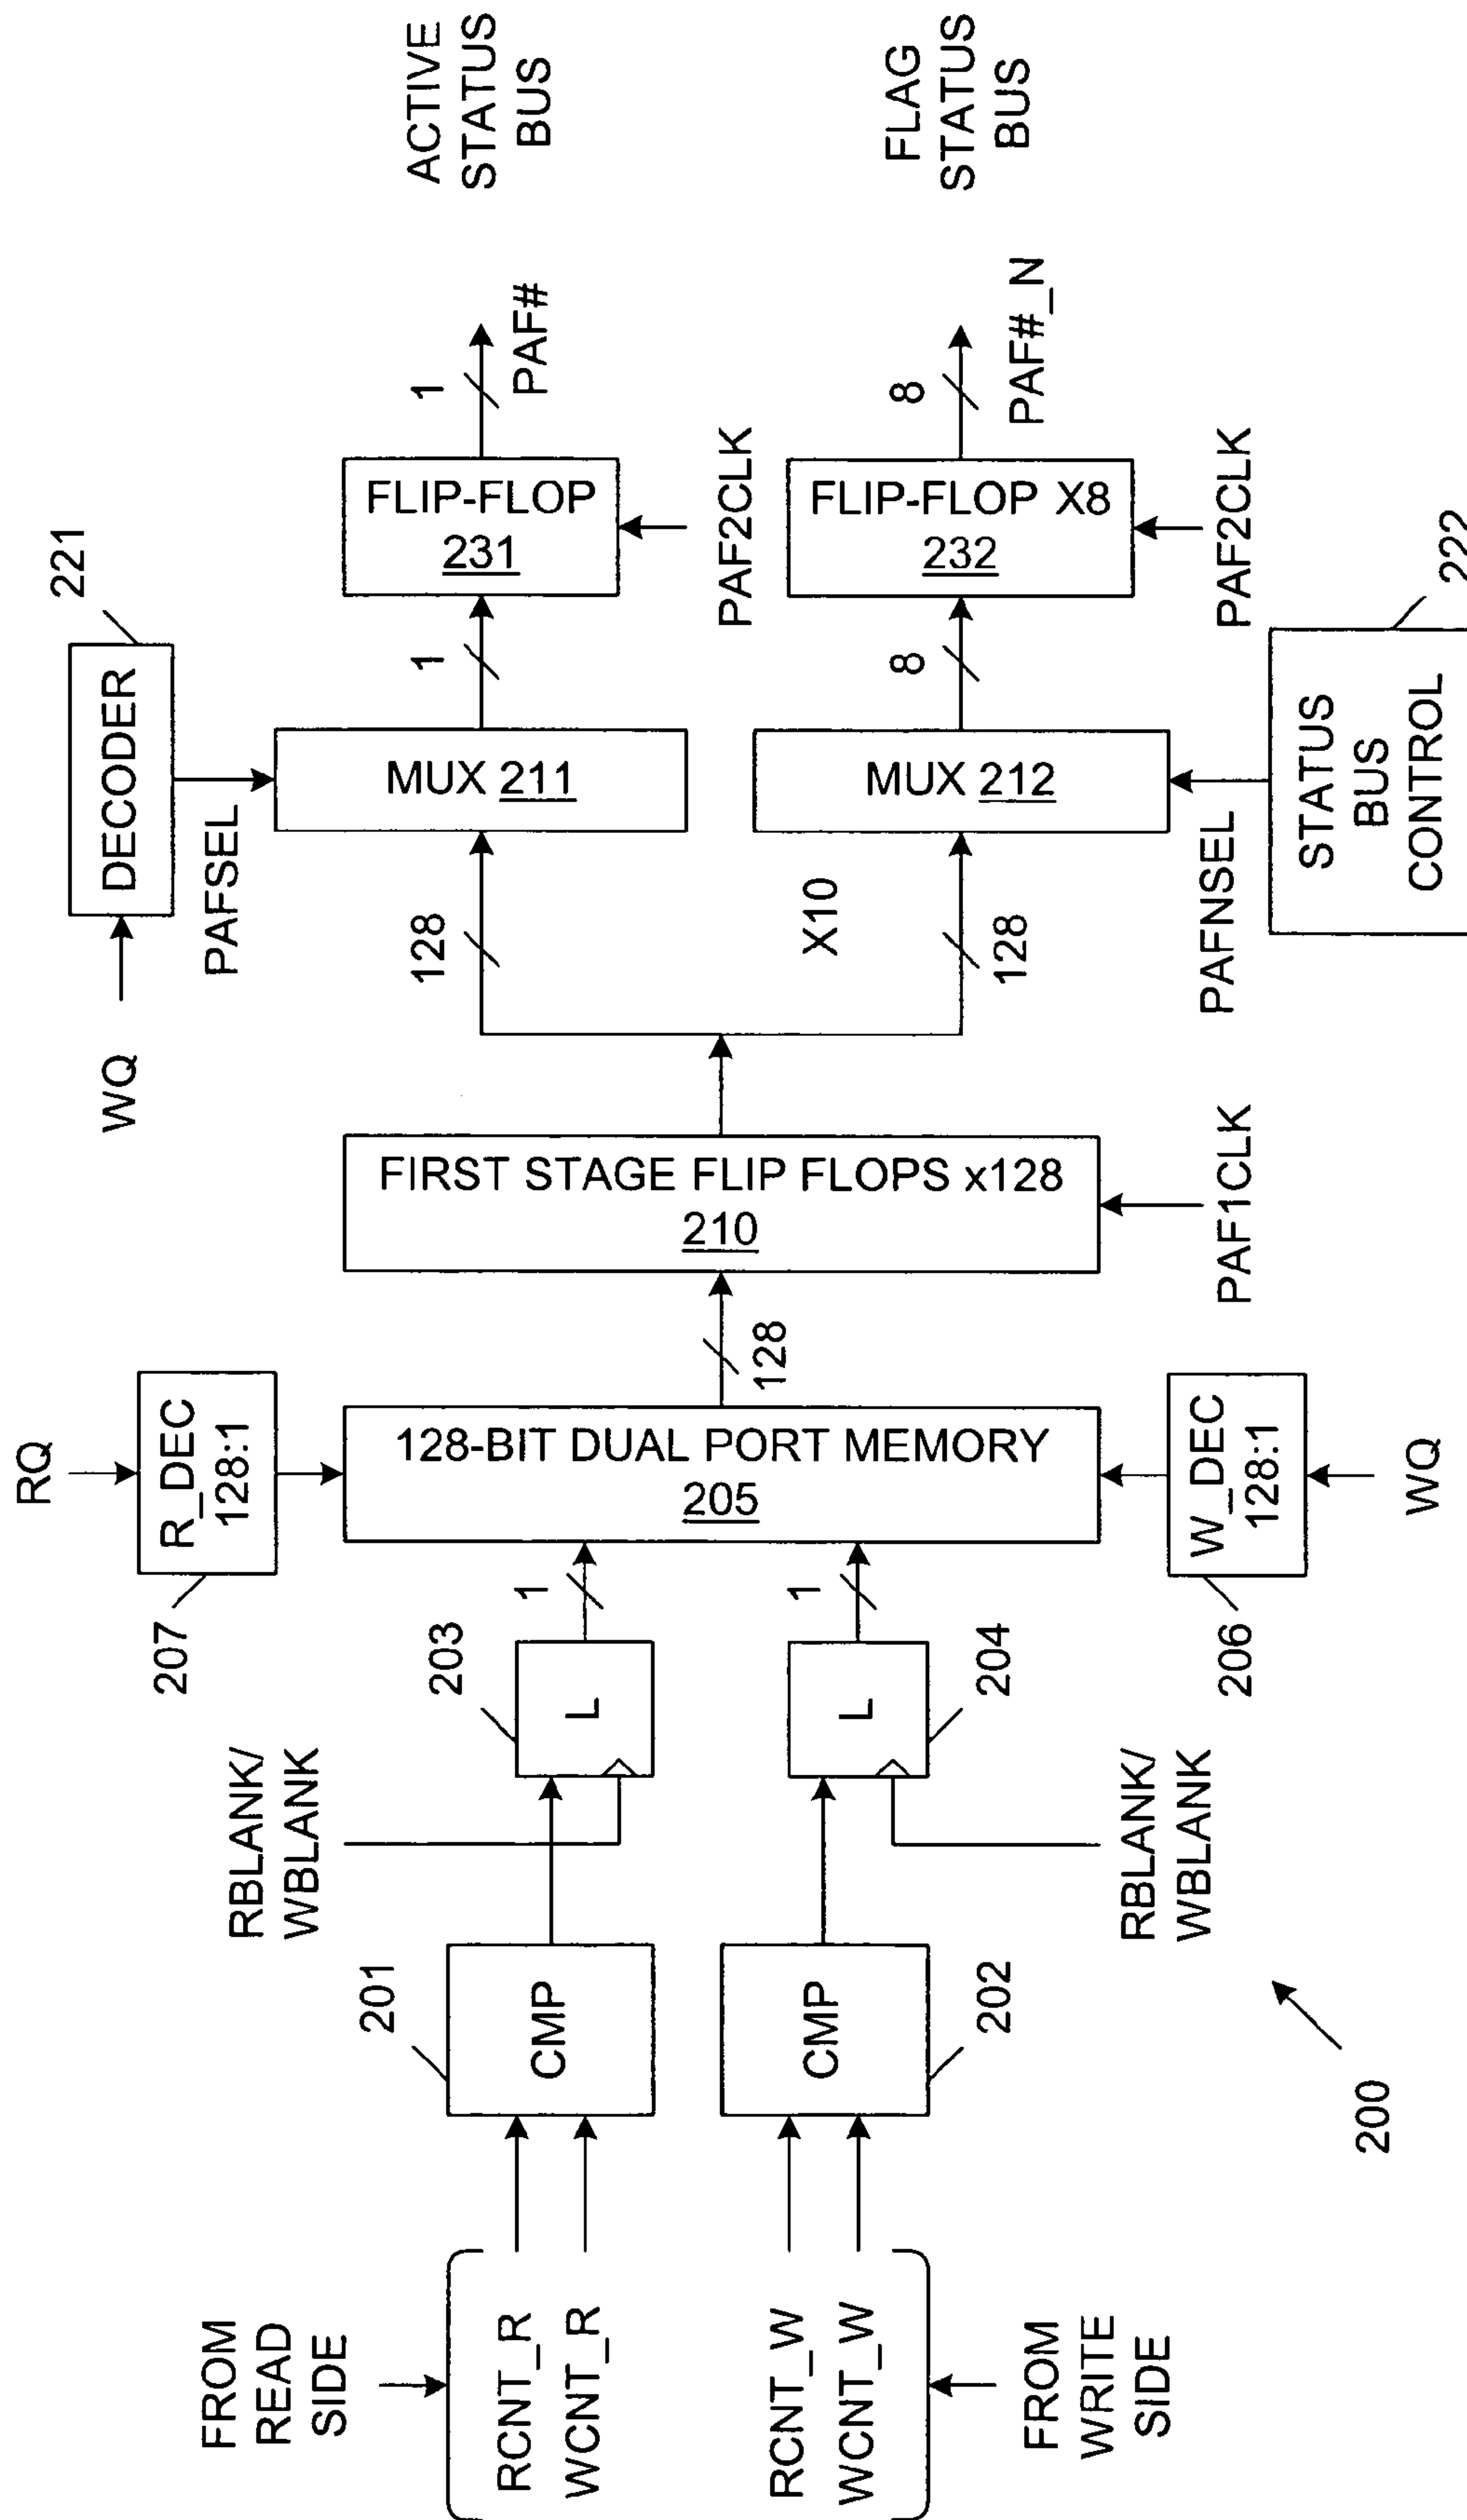 FROM
READ
SIDE
RCNT_R
WCNT_R
RCNT_W
WCNT_W
FROM
WRITE
SIDE
201
CMP
CMP
202
RBLANK/
WBLANK
203
L
L
204
RBLANK/
WBLANK
200
RQ
R_DEC
128:1
207
1
1
128-BIT DUAL PORT MEMORY
205
W_DEC
128:1
206
WQ
128
FIRST STAGE FLIP FLOPS x128
210
PAF1CLK
WQ
DECODER
221
PAFSEL
128
X10
128
MUX 211
MUX 212
PAFNSEL
STATUS
BUS
CONTROL
222
1
8
FLIP-FLOP
231
PAF2CLK
FLIP-FLOP X8
232
PAF2CLK
1
PAF#
8
PAF#_N
ACTIVE
STATUS
BUS
FLAG
STATUS
BUS